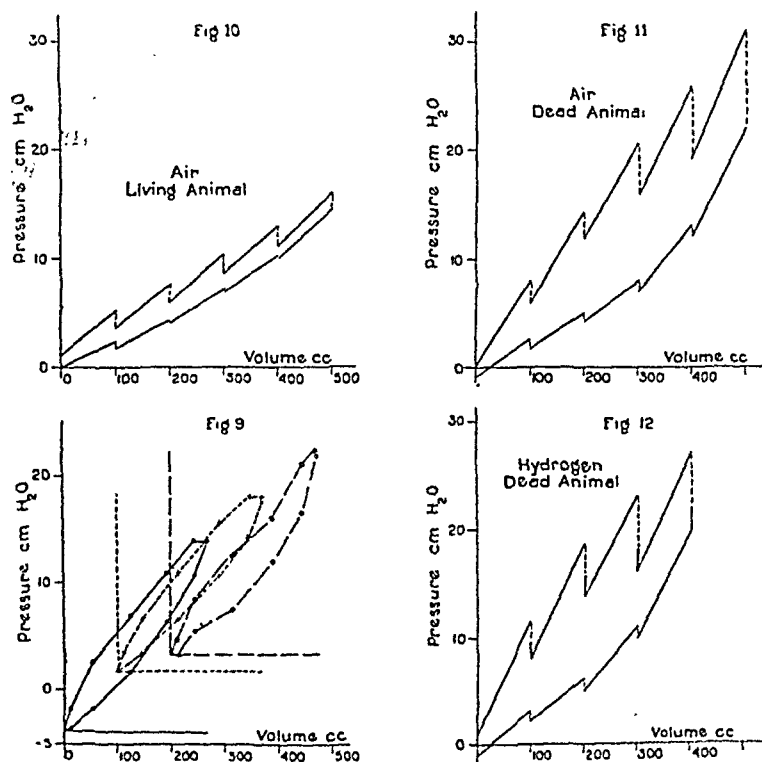 Fig 10
30
20
10
0
Pressure cm H₂O
Air
Living Animal
Volume cc
0
100
200
300
400
500
Fig 11
30
20
10
0
Pressure cm H₂O
Air
Dead Animal
Volume cc
100
200
300
400
Fig 9
20
10
0
-3
Pressure cm H₂O
Volume cc
0
100
200
300
400
500
Fig 12
30
20
10
0
Pressure cm H₂O
Hydrogen
Dead Animal
Volume cc
100
200
300
400